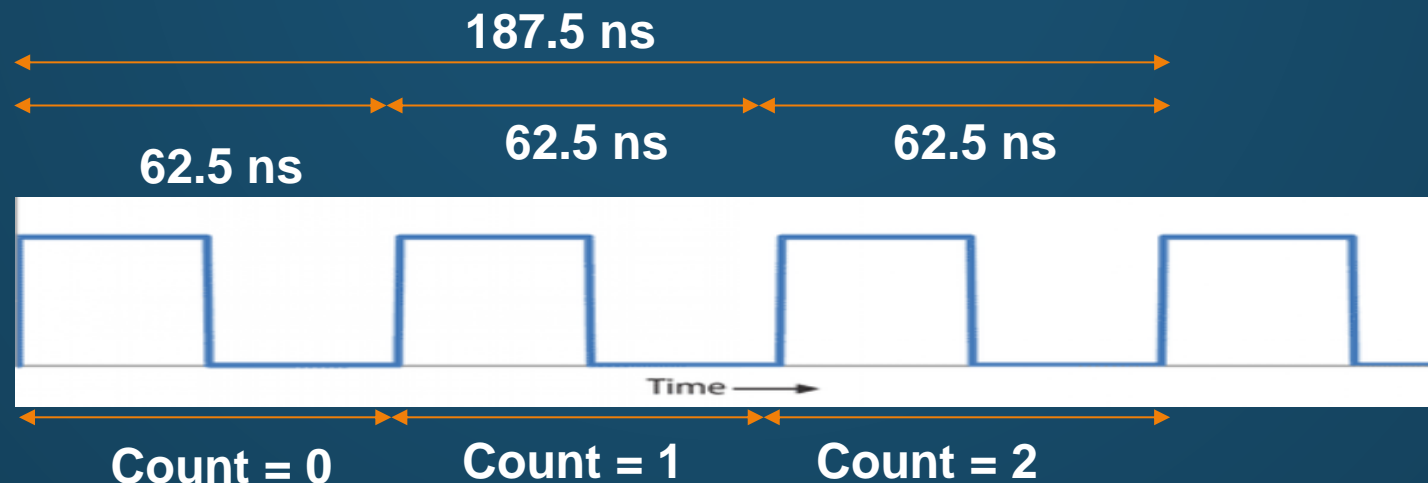 187.5 ns
62.5 ns
62.5 ns
62.5 ns
Time
Count = 0
Count = 1
Count = 2